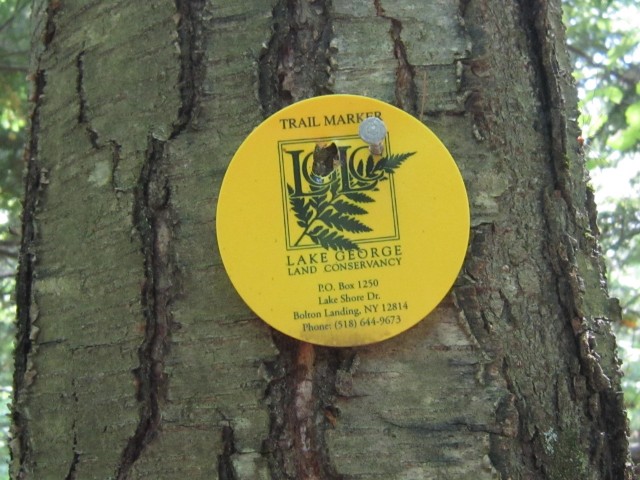 TRAIL MARKER
LGLC
LAKE GEORGE
LAND CONSERVANCY
P.O. Box 1250
Lake Shore Dr.
Bolton Landing, NY 12814
Phone: (518) 644-9673